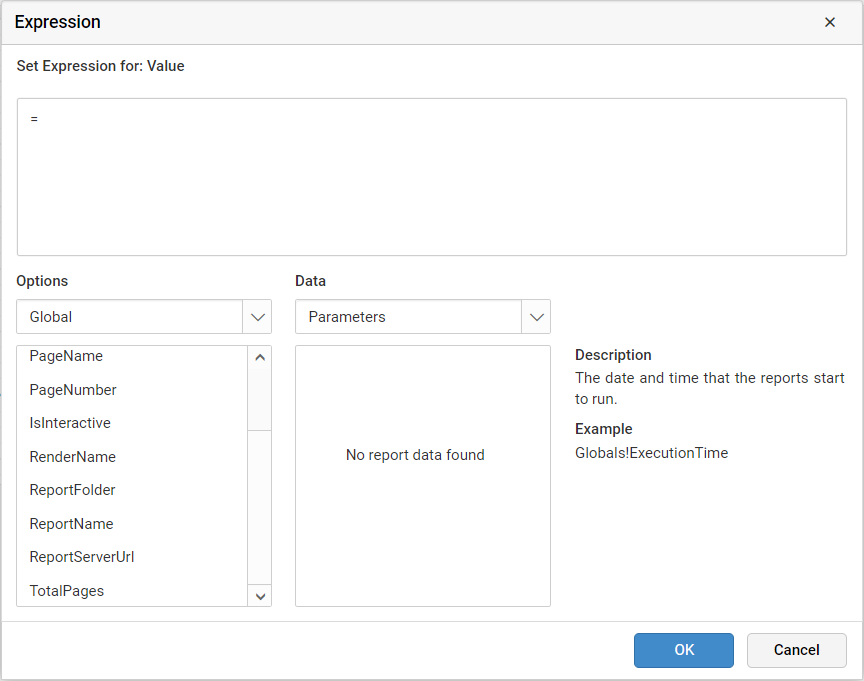 Expression
Set Expression for: Value
=
Options
Data
Global
Parameters
PageName
PageNumber
IsInteractive
RenderName
ReportFolder
ReportName
ReportServerUrl
TotalPages
No report data found
Description
The date and time that the reports start
to run.
Example
Globals!ExecutionTime
OK
Cancel